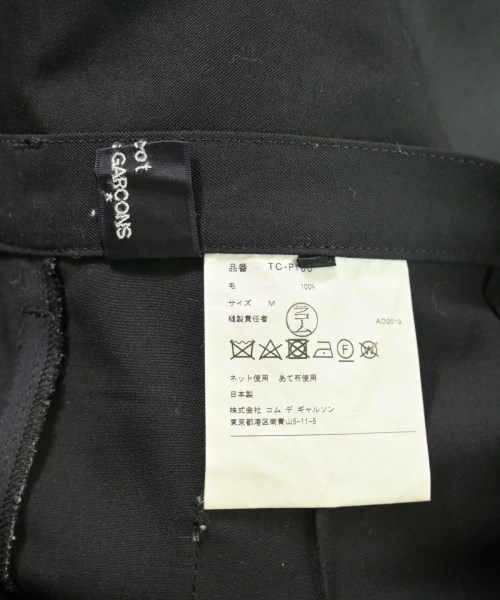 rot
GARCONS
品番 TC-P100
毛 100%
サイズ M
縫製責任者
AD2019
ネット使用 あて布使用
日本製
株式会社 コム デ ギャルソン
東京都港区南青山5-11-5